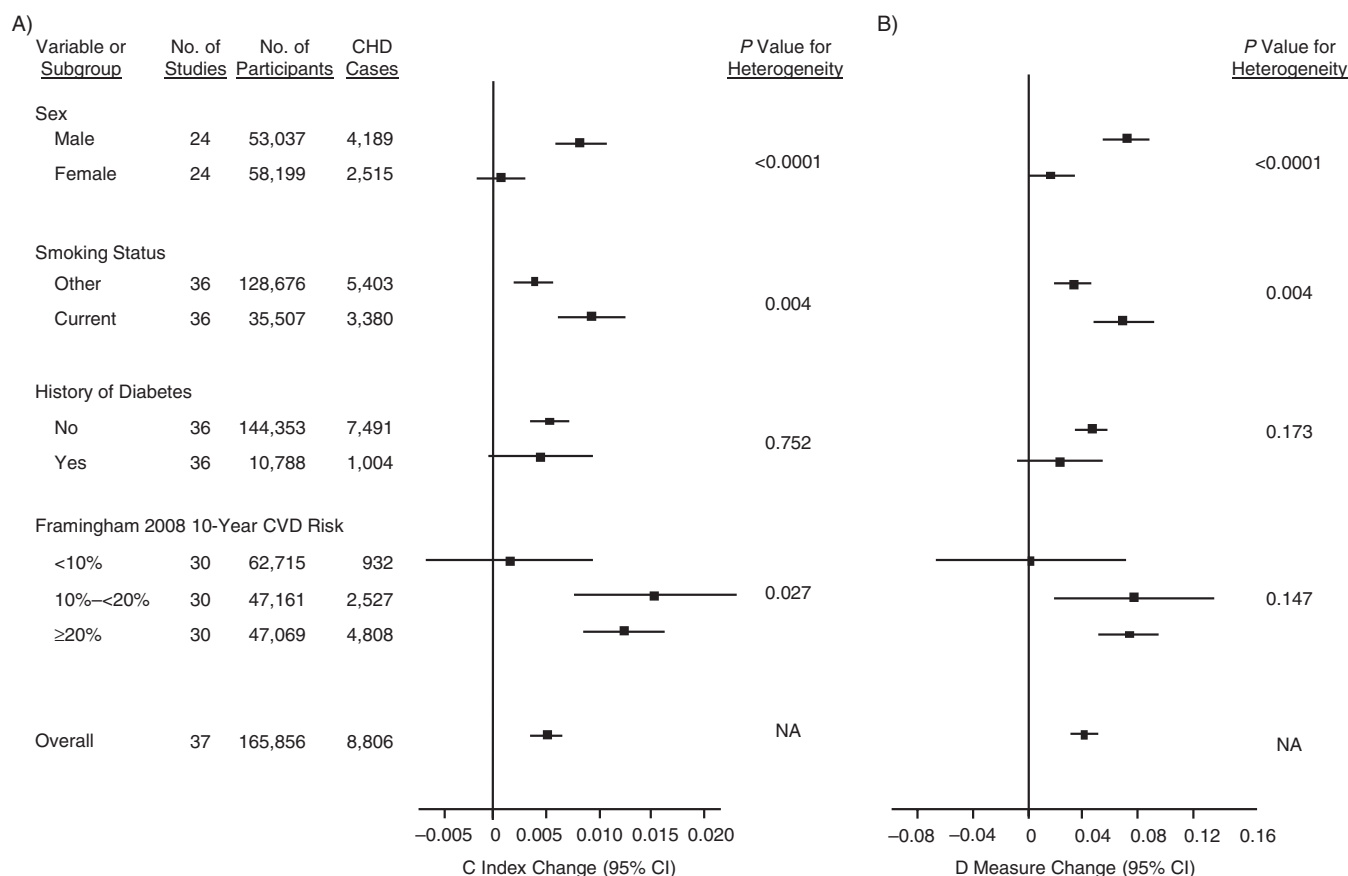 A)
Variable or Subgroup No. of Studies No. of Participants CHD Cases P Value for Heterogeneity
Sex
Male 24 53,037 4,189
Female 24 58,199 2,515
<0.0001
Smoking Status
Other 36 128,676 5,403
Current 36 35,507 3,380
0.004
History of Diabetes
No 36 144,353 7,491
Yes 36 10,788 1,004
0.752
Framingham 2008 10-Year CVD Risk
<10% 30 62,715 932
10%–<20% 30 47,161 2,527
≥20% 30 47,069 4,808
0.027
Overall 37 165,856 8,806 NA
–0.005 0 0.005 0.010 0.015 0.020
C Index Change (95% CI)
B)
P Value for Heterogeneity
<0.0001
0.004
0.173
0.147
NA
–0.08 –0.04 0 0.04 0.08 0.12 0.16
D Measure Change (95% CI)